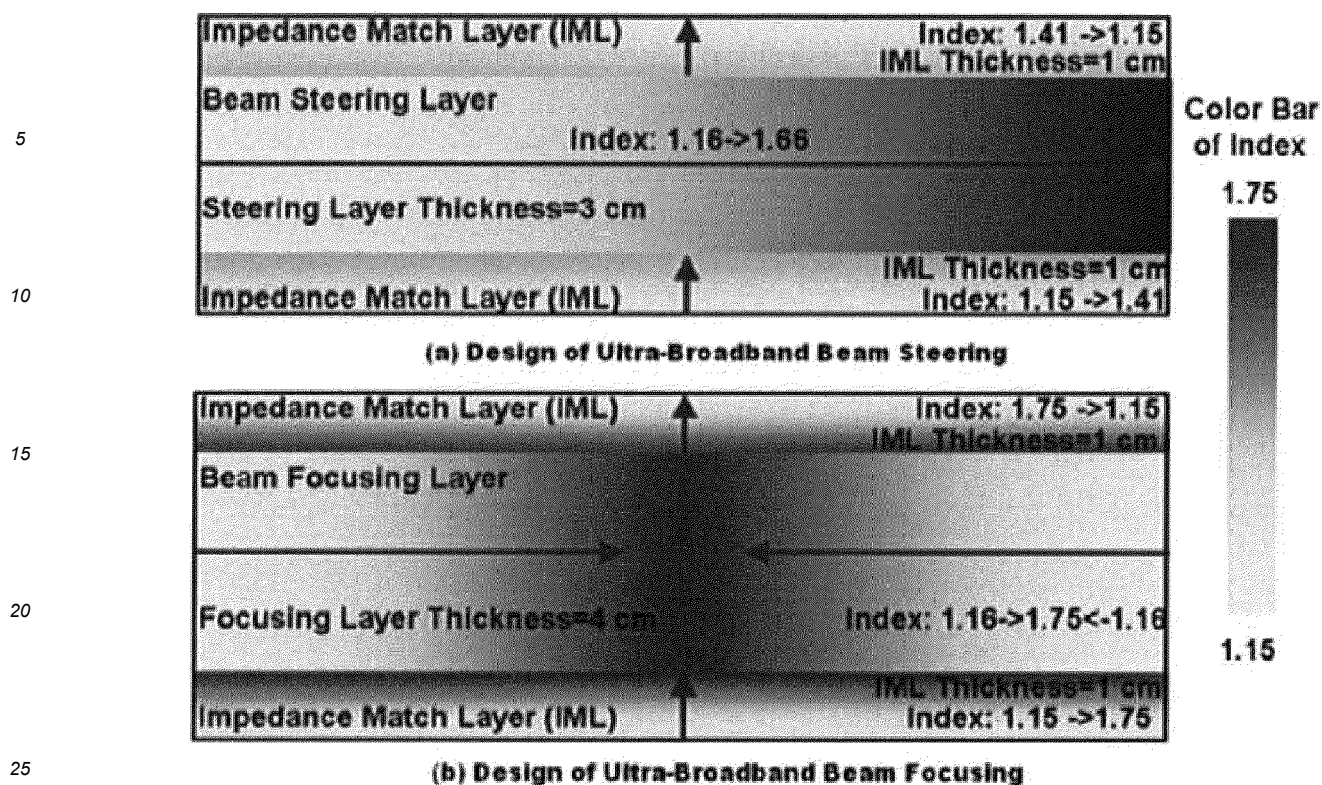 Impedance Match Layer (IML)
Index: 1.41 ->1.15
IML Thickness=1 cm
Beam Steering Layer
Index: 1.16->1.66
Steering Layer Thickness=3 cm
IML Thickness=1 cm
Impedance Match Layer (IML)
Index: 1.15 ->1.41
(a) Design of Ultra-Broadband Beam Steering
Impedance Match Layer (IML)
Index: 1.75 ->1.15
IML Thickness=1 cm
Beam Focusing Layer
Focusing Layer Thickness=4 cm
Index: 1.16->1.75<-1.16
IML Thickness=1 cm
Impedance Match Layer (IML)
Index: 1.15 ->1.75
(b) Design of Ultra-Broadband Beam Focusing
Color Bar
of Index
1.75
1.15
5
10
15
20
25